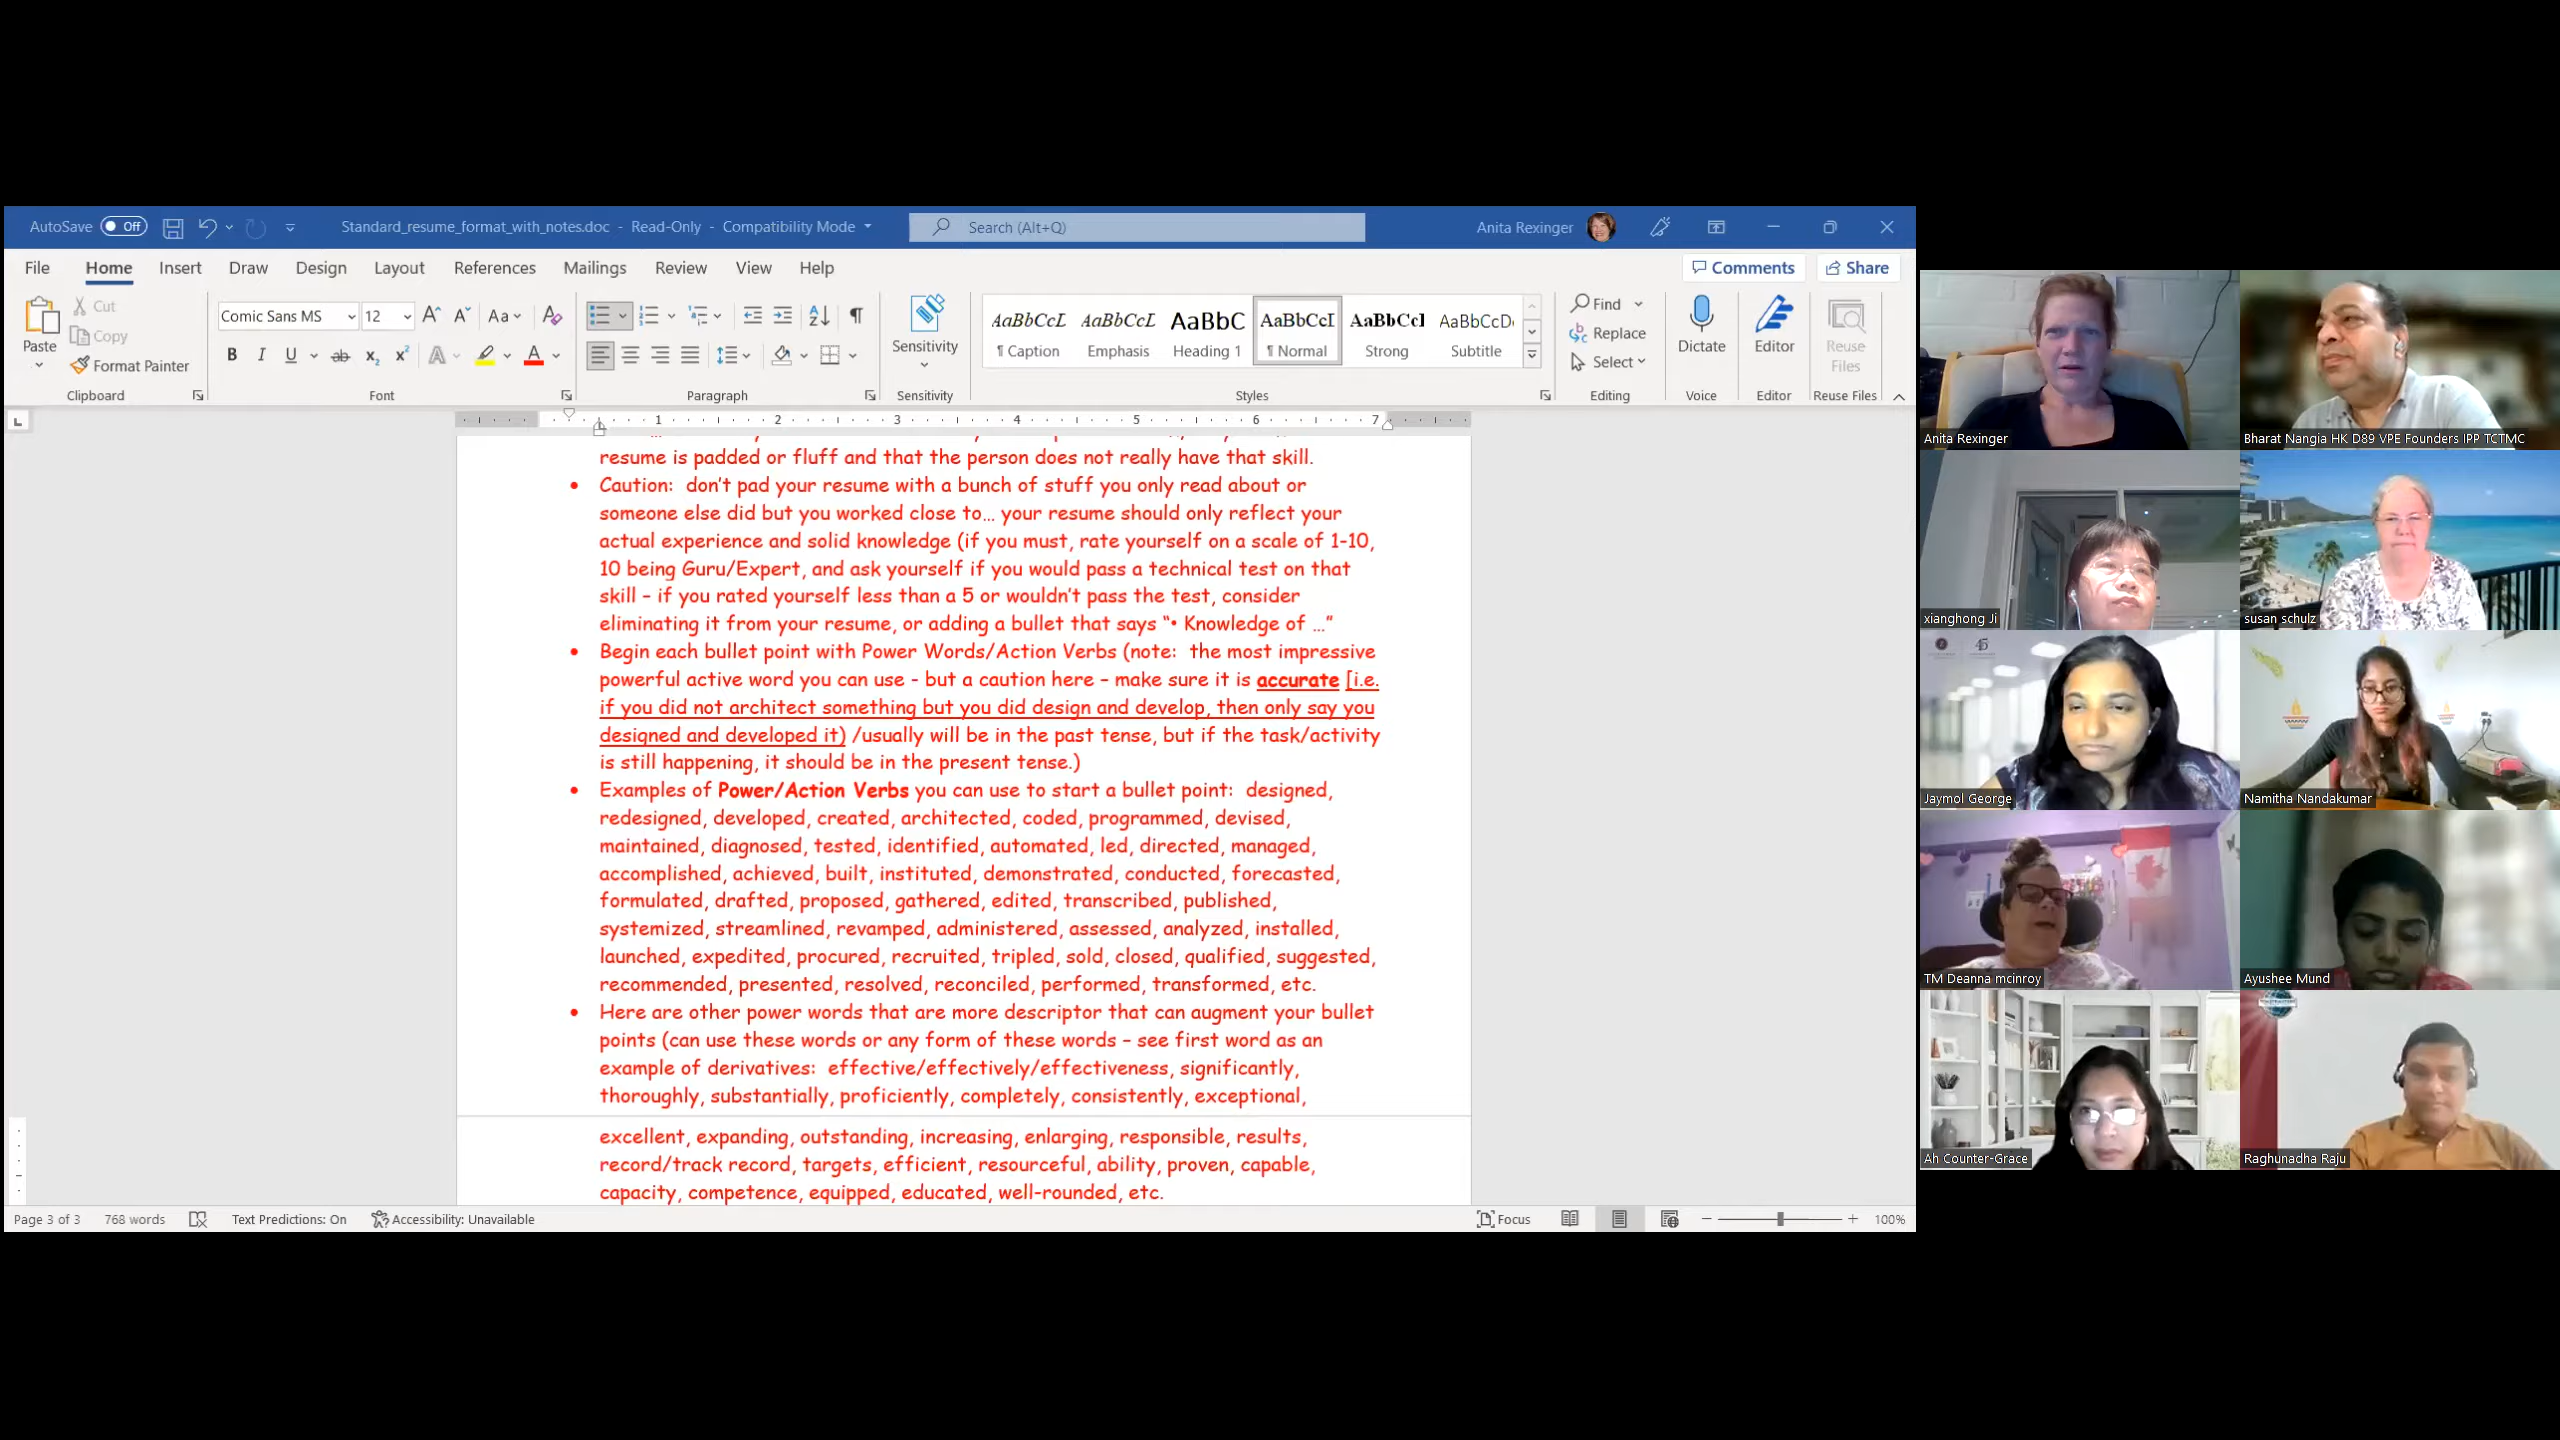 AutoSave Off Standard_resume_format_with_notes.doc - Read-Only - Compatibility Mode Search (Alt+Q) Anita Rexinger
File Home Insert Draw Design Layout References Mailings Review View Help Comments Share
Paste Cut
Copy
Format Painter
Clipboard
Comic Sans MS 12
Font
Paragraph
Sensitivity
Sensitivity
AaBbCcL ¶ Caption
AaBbCcL Emphasis
AaBbC Heading 1
AaBbCcI ¶ Normal
AaBbCcI Strong
AaBbCcD Subtitle
Styles
Find
Replace
Select
Editing
Dictate
Voice
Editor
Editor
Reuse Files
Reuse Files
1 2 3 4 5 6 7
resume is padded or fluff and that the person does not really have that skill.
• Caution: don’t pad your resume with a bunch of stuff you only read about or
someone else did but you worked close to… your resume should only reflect your
actual experience and solid knowledge (if you must, rate yourself on a scale of 1-10,
10 being Guru/Expert, and ask yourself if you would pass a technical test on that
skill – if you rated yourself less than a 5 or wouldn’t pass the test, consider
eliminating it from your resume, or adding a bullet that says “• Knowledge of …”
• Begin each bullet point with Power Words/Action Verbs (note: the most impressive
powerful active word you can use - but a caution here – make sure it is accurate [i.e.
if you did not architect something but you did design and develop, then only say you
designed and developed it) /usually will be in the past tense, but if the task/activity
is still happening, it should be in the present tense.)
• Examples of Power/Action Verbs you can use to start a bullet point: designed,
redesigned, developed, created, architected, coded, programmed, devised,
maintained, diagnosed, tested, identified, automated, led, directed, managed,
accomplished, achieved, built, instituted, demonstrated, conducted, forecasted,
formulated, drafted, proposed, gathered, edited, transcribed, published,
systemized, streamlined, revamped, administered, assessed, analyzed, installed,
launched, expedited, procured, recruited, tripled, sold, closed, qualified, suggested,
recommended, presented, resolved, reconciled, performed, transformed, etc.
• Here are other power words that are more descriptor that can augment your bullet
points (can use these words or any form of these words – see first word as an
example of derivatives: effective/effectively/effectiveness, significantly,
thoroughly, substantially, proficiently, completely, consistently, exceptional,
excellent, expanding, outstanding, increasing, enlarging, responsible, results,
record/track record, targets, efficient, resourceful, ability, proven, capable,
capacity, competence, equipped, educated, well-rounded, etc.
Page 3 of 3 768 words Text Predictions: On Accessibility: Unavailable Focus 100%
Anita Rexinger
Bharat Nangia HK D89 VPE Founders IPP TCTMC
xianghong Ji
susan schulz
Jaymol George
Namitha Nandakumar
TM Deanna mcinroy
Ayushee Mund
Ah Counter-Grace
Raghunadha Raju